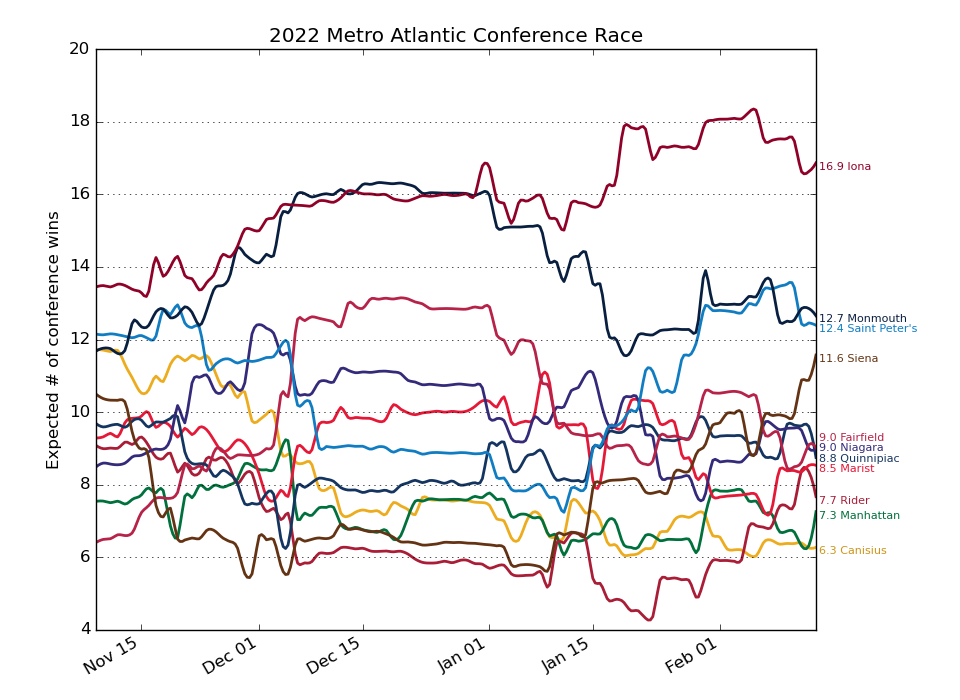 2022 Metro Atlantic Conference Race
Expected # of conference wins
20
18
16
14
12
10
8
6
4
16.9 Iona
12.7 Monmouth
12.4 Saint Peter's
11.6 Siena
9.0 Fairfield
9.0 Niagara
8.8 Quinnipiac
8.5 Marist
7.7 Rider
7.3 Manhattan
6.3 Canisius
Nov 15
Dec 01
Dec 15
Jan 01
Jan 15
Feb 01